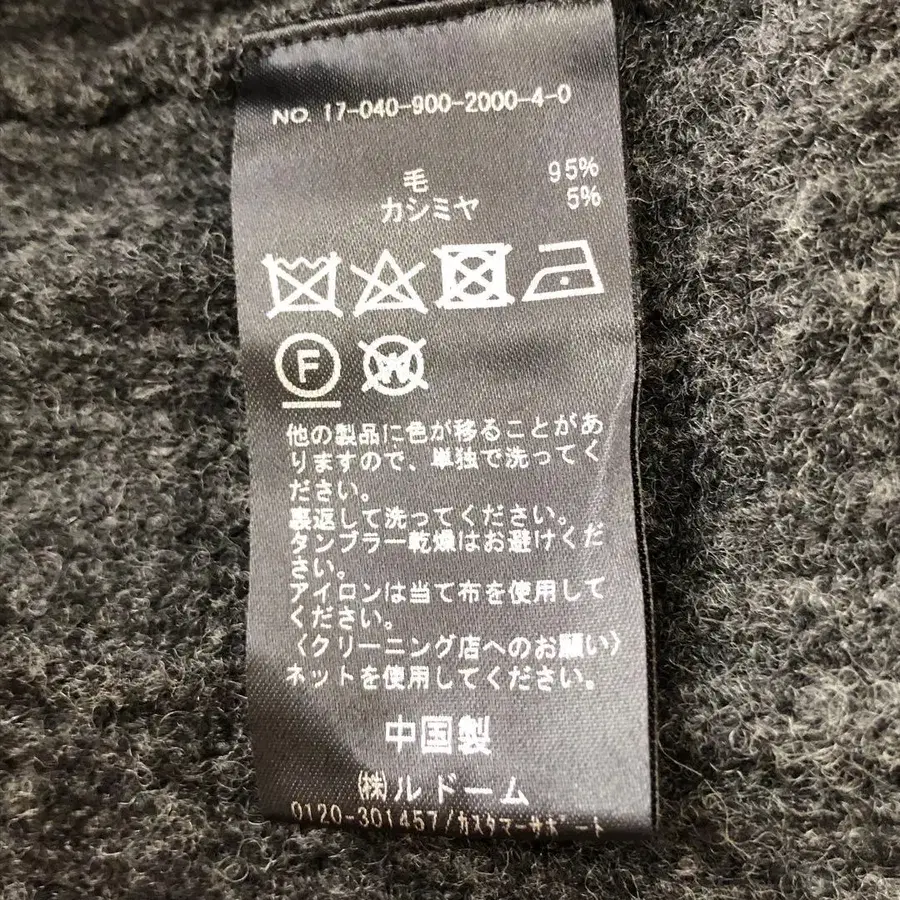 NO. 17-040-900-2000-4-0
毛 95%
カシミヤ 5%
F W
他の製品に色が移ることがあ
りますので、単独で洗ってく
ださい。
裏返して洗ってください。
タンブラー乾燥はお避けくだ
さい。
アイロンは当て布を使用して
ください。
〈クリーニング店へのお願い〉
ネットを使用してください。
中国製
㈱ルドーム
0120-301457/カスタマーサポート